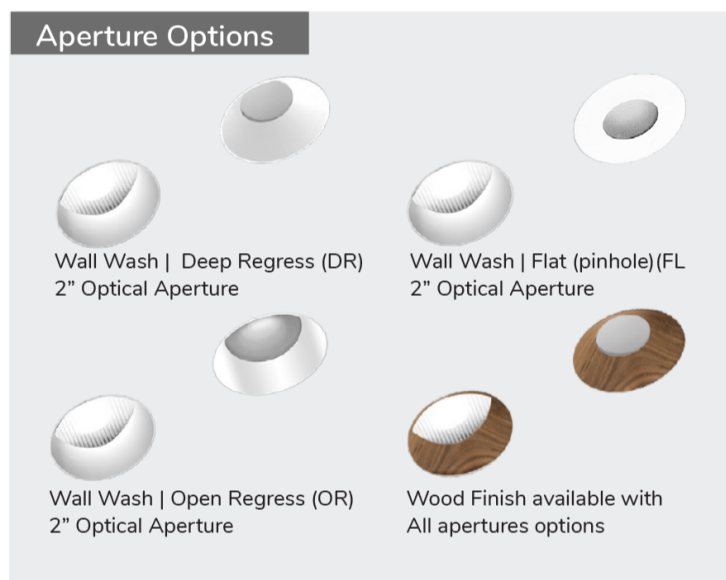 Aperture Options
Wall Wash | Deep Regress (DR)
2” Optical Aperture
Wall Wash | Flat (pinhole)(FL
2” Optical Aperture
Wall Wash | Open Regress (OR)
2” Optical Aperture
Wood Finish available with
All apertures options